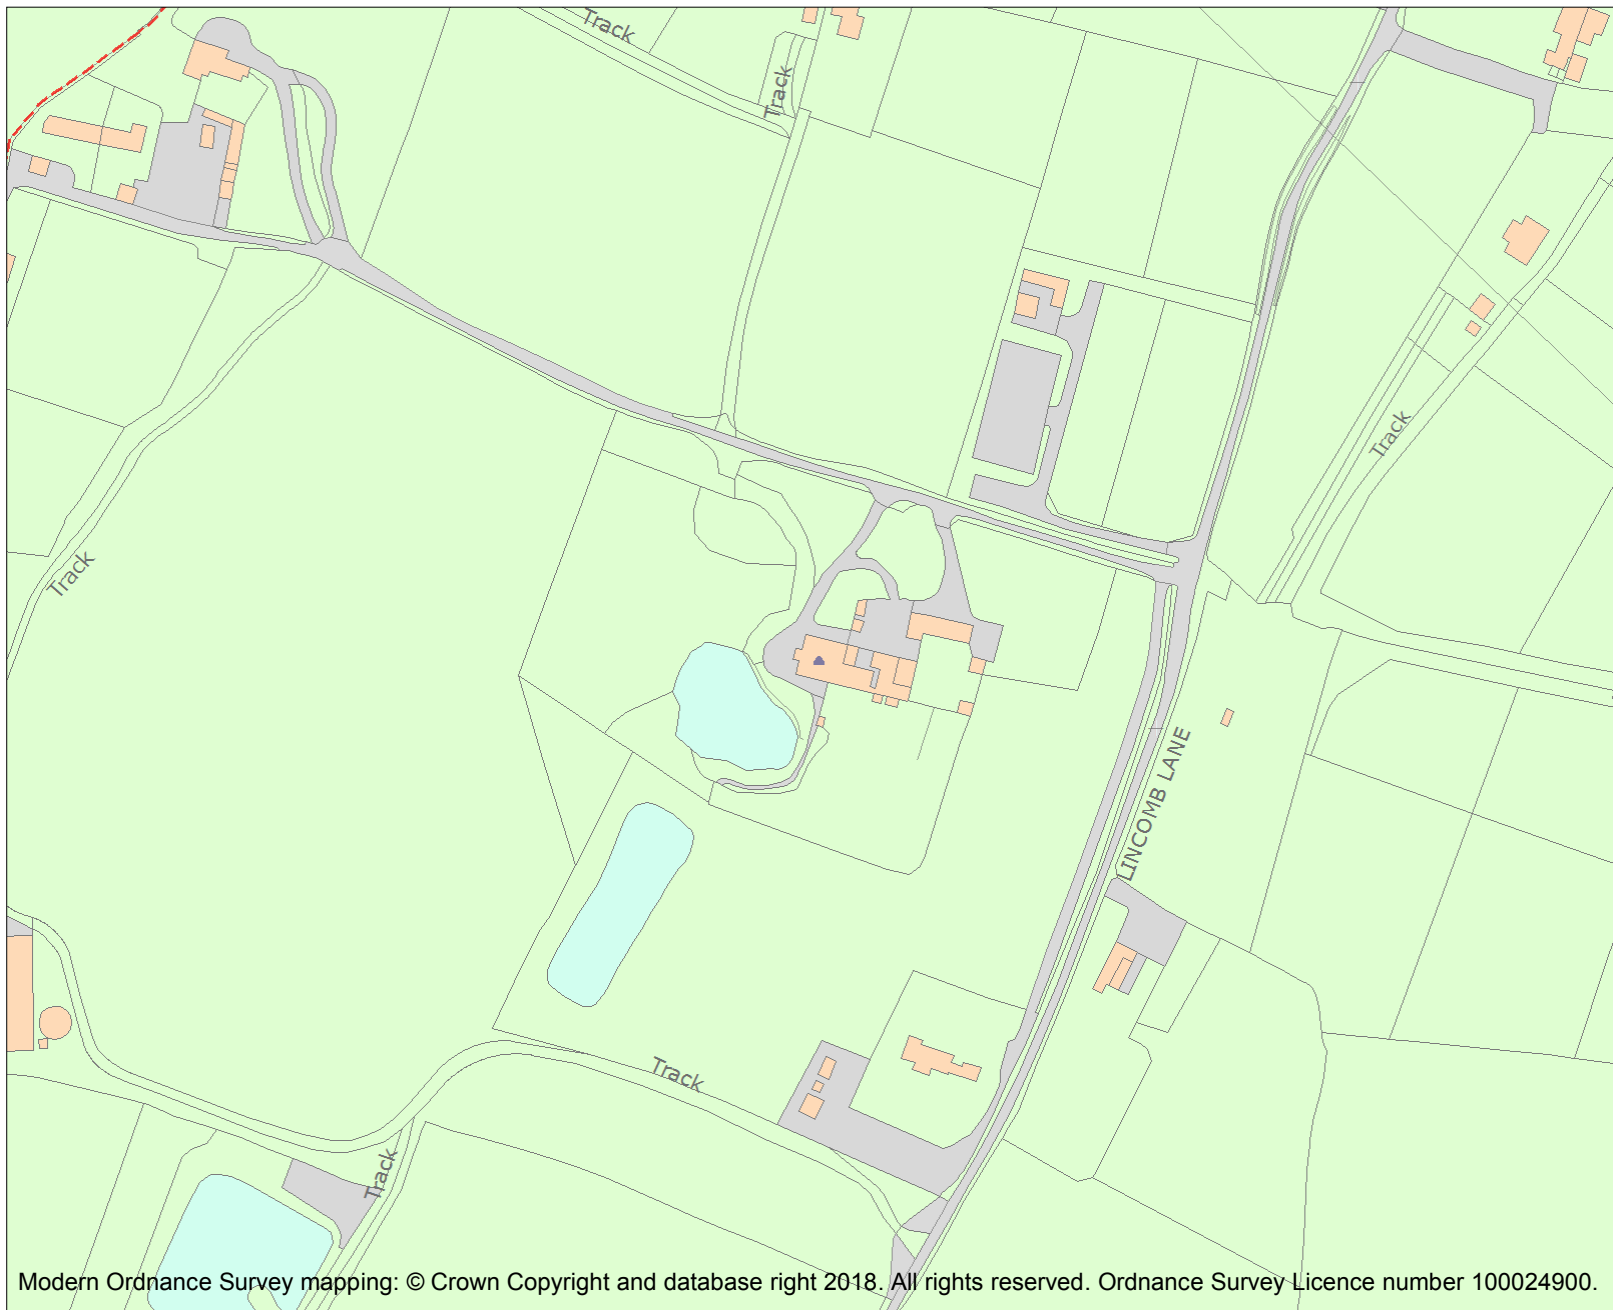 Track
Track
Track
Track
LINCOMB LANE
Track
Track
Modern Ordnance Survey mapping: © Crown Copyright and database right 2018. All rights reserved. Ordnance Survey Licence number 100024900.